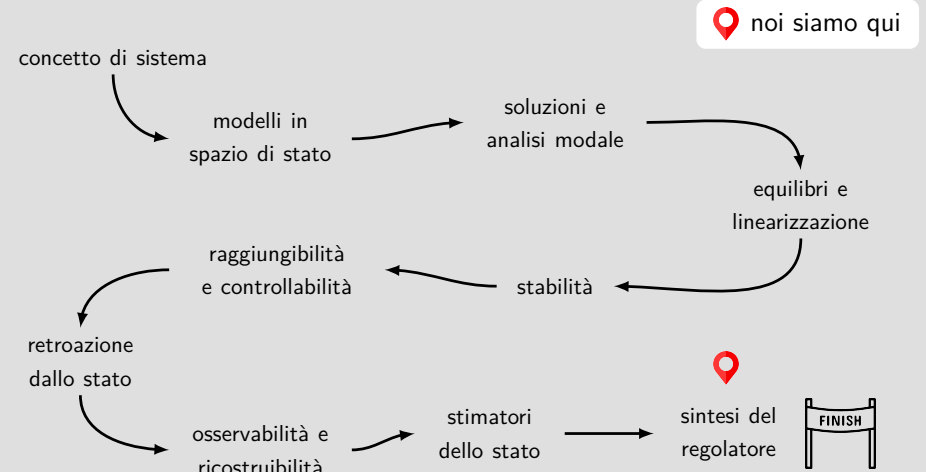 noi siamo qui
concetto di sistema
modelli in
spazio di stato
soluzioni e
analisi modale
equilibri e
linearizzazione
stabilità
raggiungibilità
e controllabilità
retroazione
dallo stato
osservabilità e
ricostruibilità
stimatori
dello stato
sintesi del
regolatore
FINISH